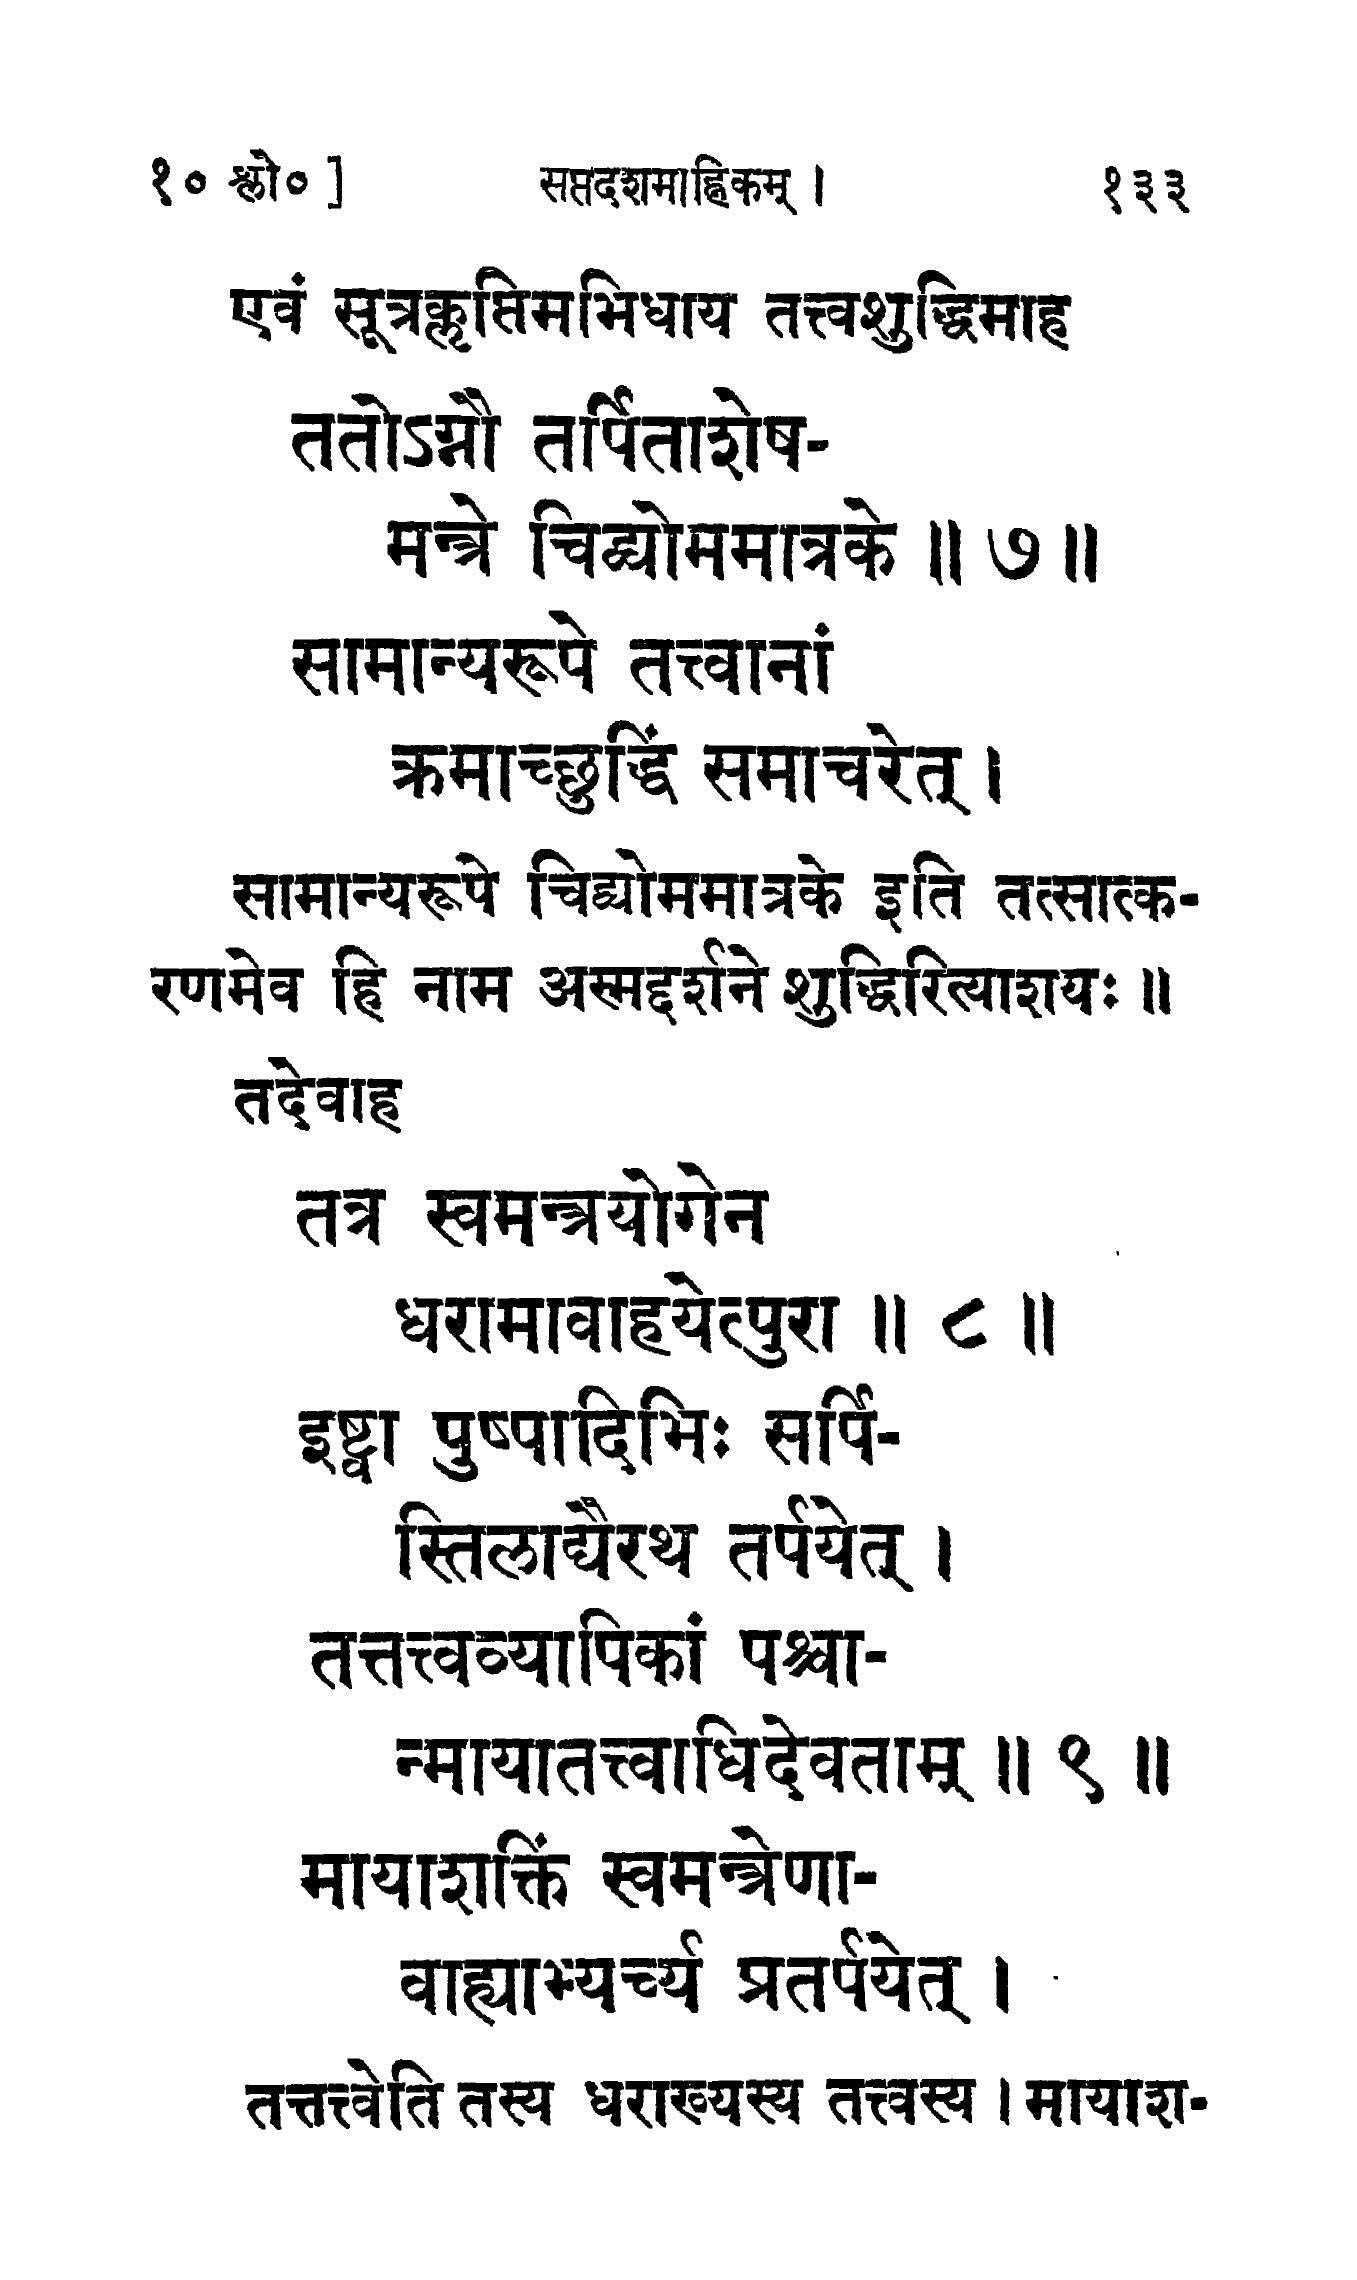 १० श्लो० ] सप्तदशमाह्निकम् । १३३
एवं सूत्रक्लृप्तिमभिधाय तत्त्वशुद्धिमाह
ततोऽग्नौ तर्पिताशेष-
मन्त्रे चिद्व्योममात्रके ॥ ७ ॥
सामान्यरूपे तत्त्वानां
क्रमाच्छुद्धिं समाचरेत् ।
सामान्यरूपे चिद्व्योममात्रके इति तत्सात्क-
रणमेव हि नाम अस्मद्दर्शने शुद्धिरित्याशयः ॥
तदेवाह
तत्र स्वमन्त्रयोगेन
धरामावाहयेत्पुरा ॥ ८ ॥
इष्ट्वा पुष्पादिभिः सर्पि-
स्तिलाद्यैरथ तर्पयेत् ।
तत्तत्त्वव्यापिकां पश्चा-
न्मायातत्त्वाधिदेवताम् ॥ ९ ॥
मायाशक्तिं स्वमन्त्रेणा-
वाह्याभ्यर्च्य प्रतर्पयेत् ।
तत्तत्त्वेति तस्य धराख्यस्य तत्त्वस्य । मायाश-